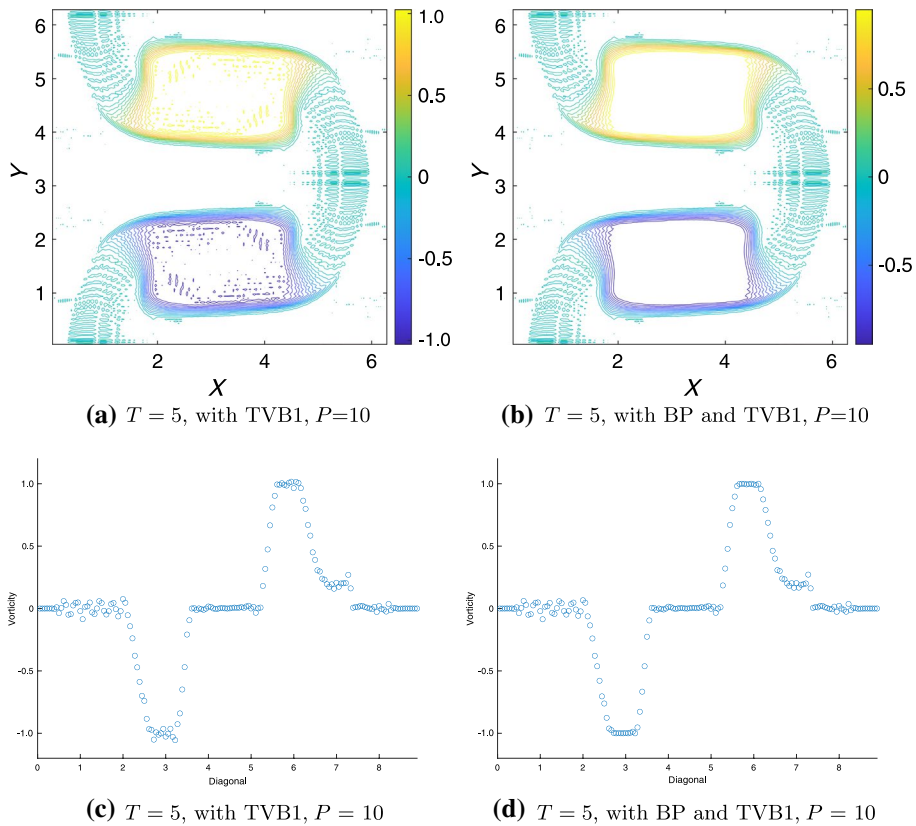 6
5
4
3
2
1
Y
2
4
6
X
1.0
0.5
0
-0.5
-1.0
(a) T = 5, with TVB1, P=10
6
5
4
3
2
1
Y
2
4
6
X
0.5
0
-0.5
(b) T = 5, with BP and TVB1, P=10
1.0
0.5
0
-0.5
-1.0
Vorticity
0 1 2 3 4 5 6 7 8
Diagonal
(c) T = 5, with TVB1, P = 10
1.0
0.5
0
-0.5
-1.0
Vorticity
0 1 2 3 4 5 6 7 8
Diagonal
(d) T = 5, with BP and TVB1, P = 10